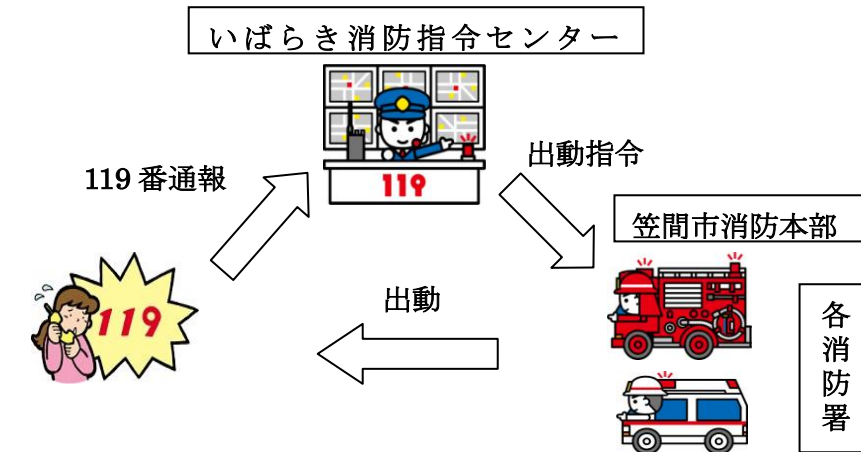 いばらき消防指令センター
119
119番通報
出動指令
笠間市消防本部
119
出動
各消防署